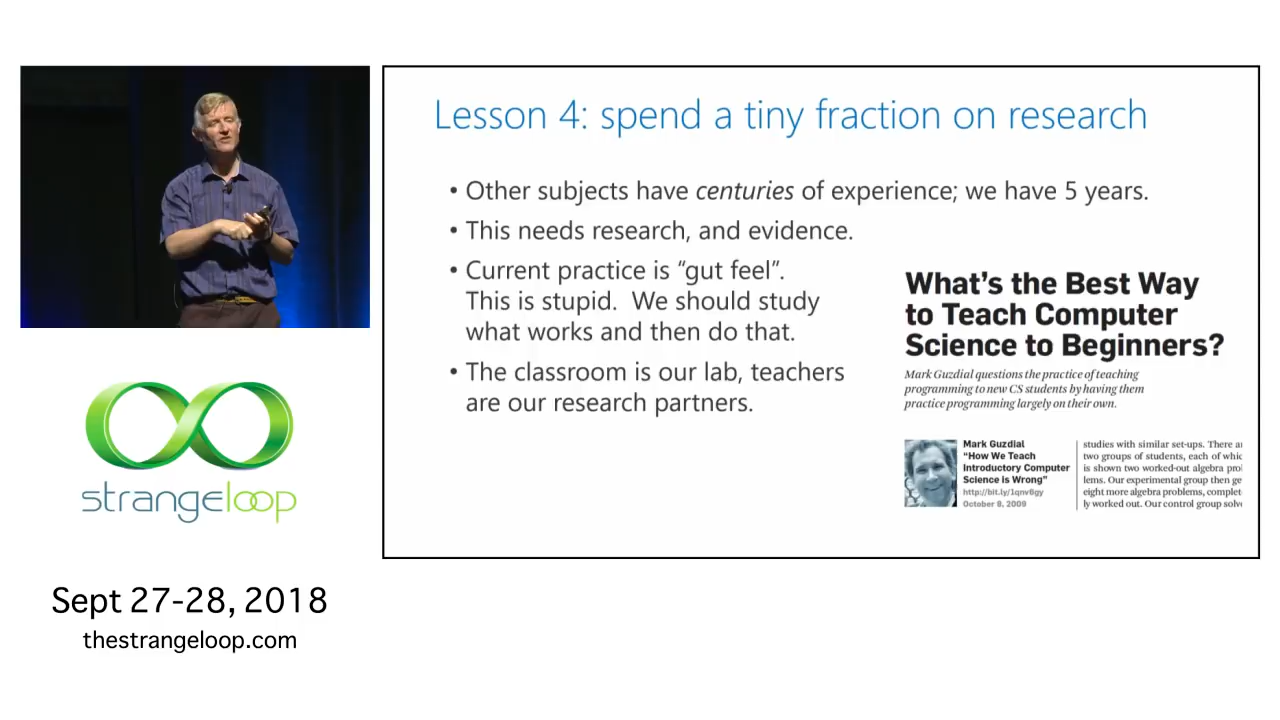 Lesson 4: spend a tiny fraction on research
• Other subjects have centuries of experience; we have 5 years.
• This needs research, and evidence.
• Current practice is “gut feel”.
This is stupid. We should study
what works and then do that.
• The classroom is our lab, teachers
are our research partners.
What’s the Best Way
to Teach Computer
Science to Beginners?
Mark Guzdial questions the practice of teaching
programming to new CS students by having them
practice programming largely on their own.
Mark Guzdial
“How We Teach
Introductory Computer
Science is Wrong”
http://bit.ly/1qnv6gy
October 8, 2009
studies with similar set-ups. There
two groups of students, each of
is shown two worked-out algebra
lems. Our experimental group then
eight more algebra problems,
ly worked out. Our control group
strangeloop
Sept 27-28, 2018
thestrangeloop.com